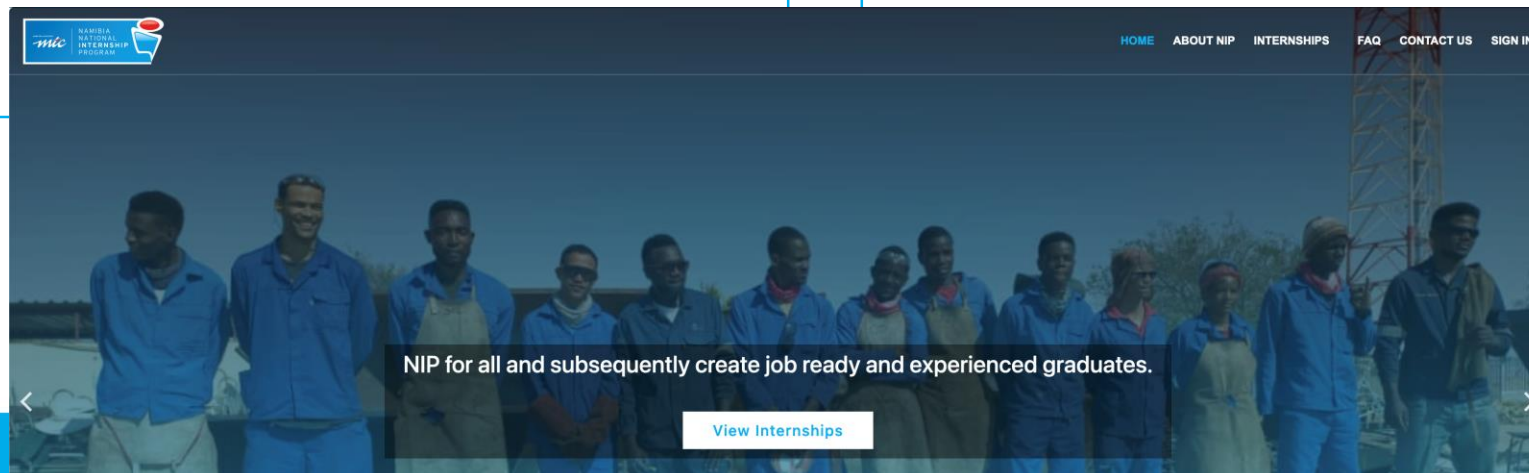 mic
NAMIBIA
NATIONAL
INTERNSHIP
PROGRAM
HOME ABOUT NIP INTERNSHIPS FAQ CONTACT US SIGN IN
NIP for all and subsequently create job ready and experienced graduates.
View Internships